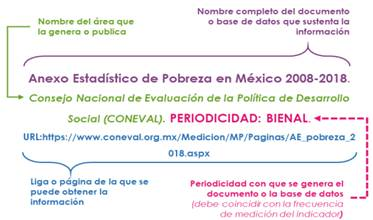 Nombre del área que
la genera o publica
Nombre completo del documento
o base de datos que sustenta la
información
Anexo Estadístico de Pobreza en México 2008-2018.
Consejo Nacional de Evaluación de la Política de Desarrollo
Social (CONEVAL). PERIODICIDAD: BIENAL.
URL:https://www.coneval.org.mx/Medicion/MP/Paginas/AE_pobreza_2
018.aspx
Liga o página de la que se
puede obtener la
información
Periodicidad con que se genera el
documento o la base de datos
(debe coincidir con la frecuencia
de medición del indicador)